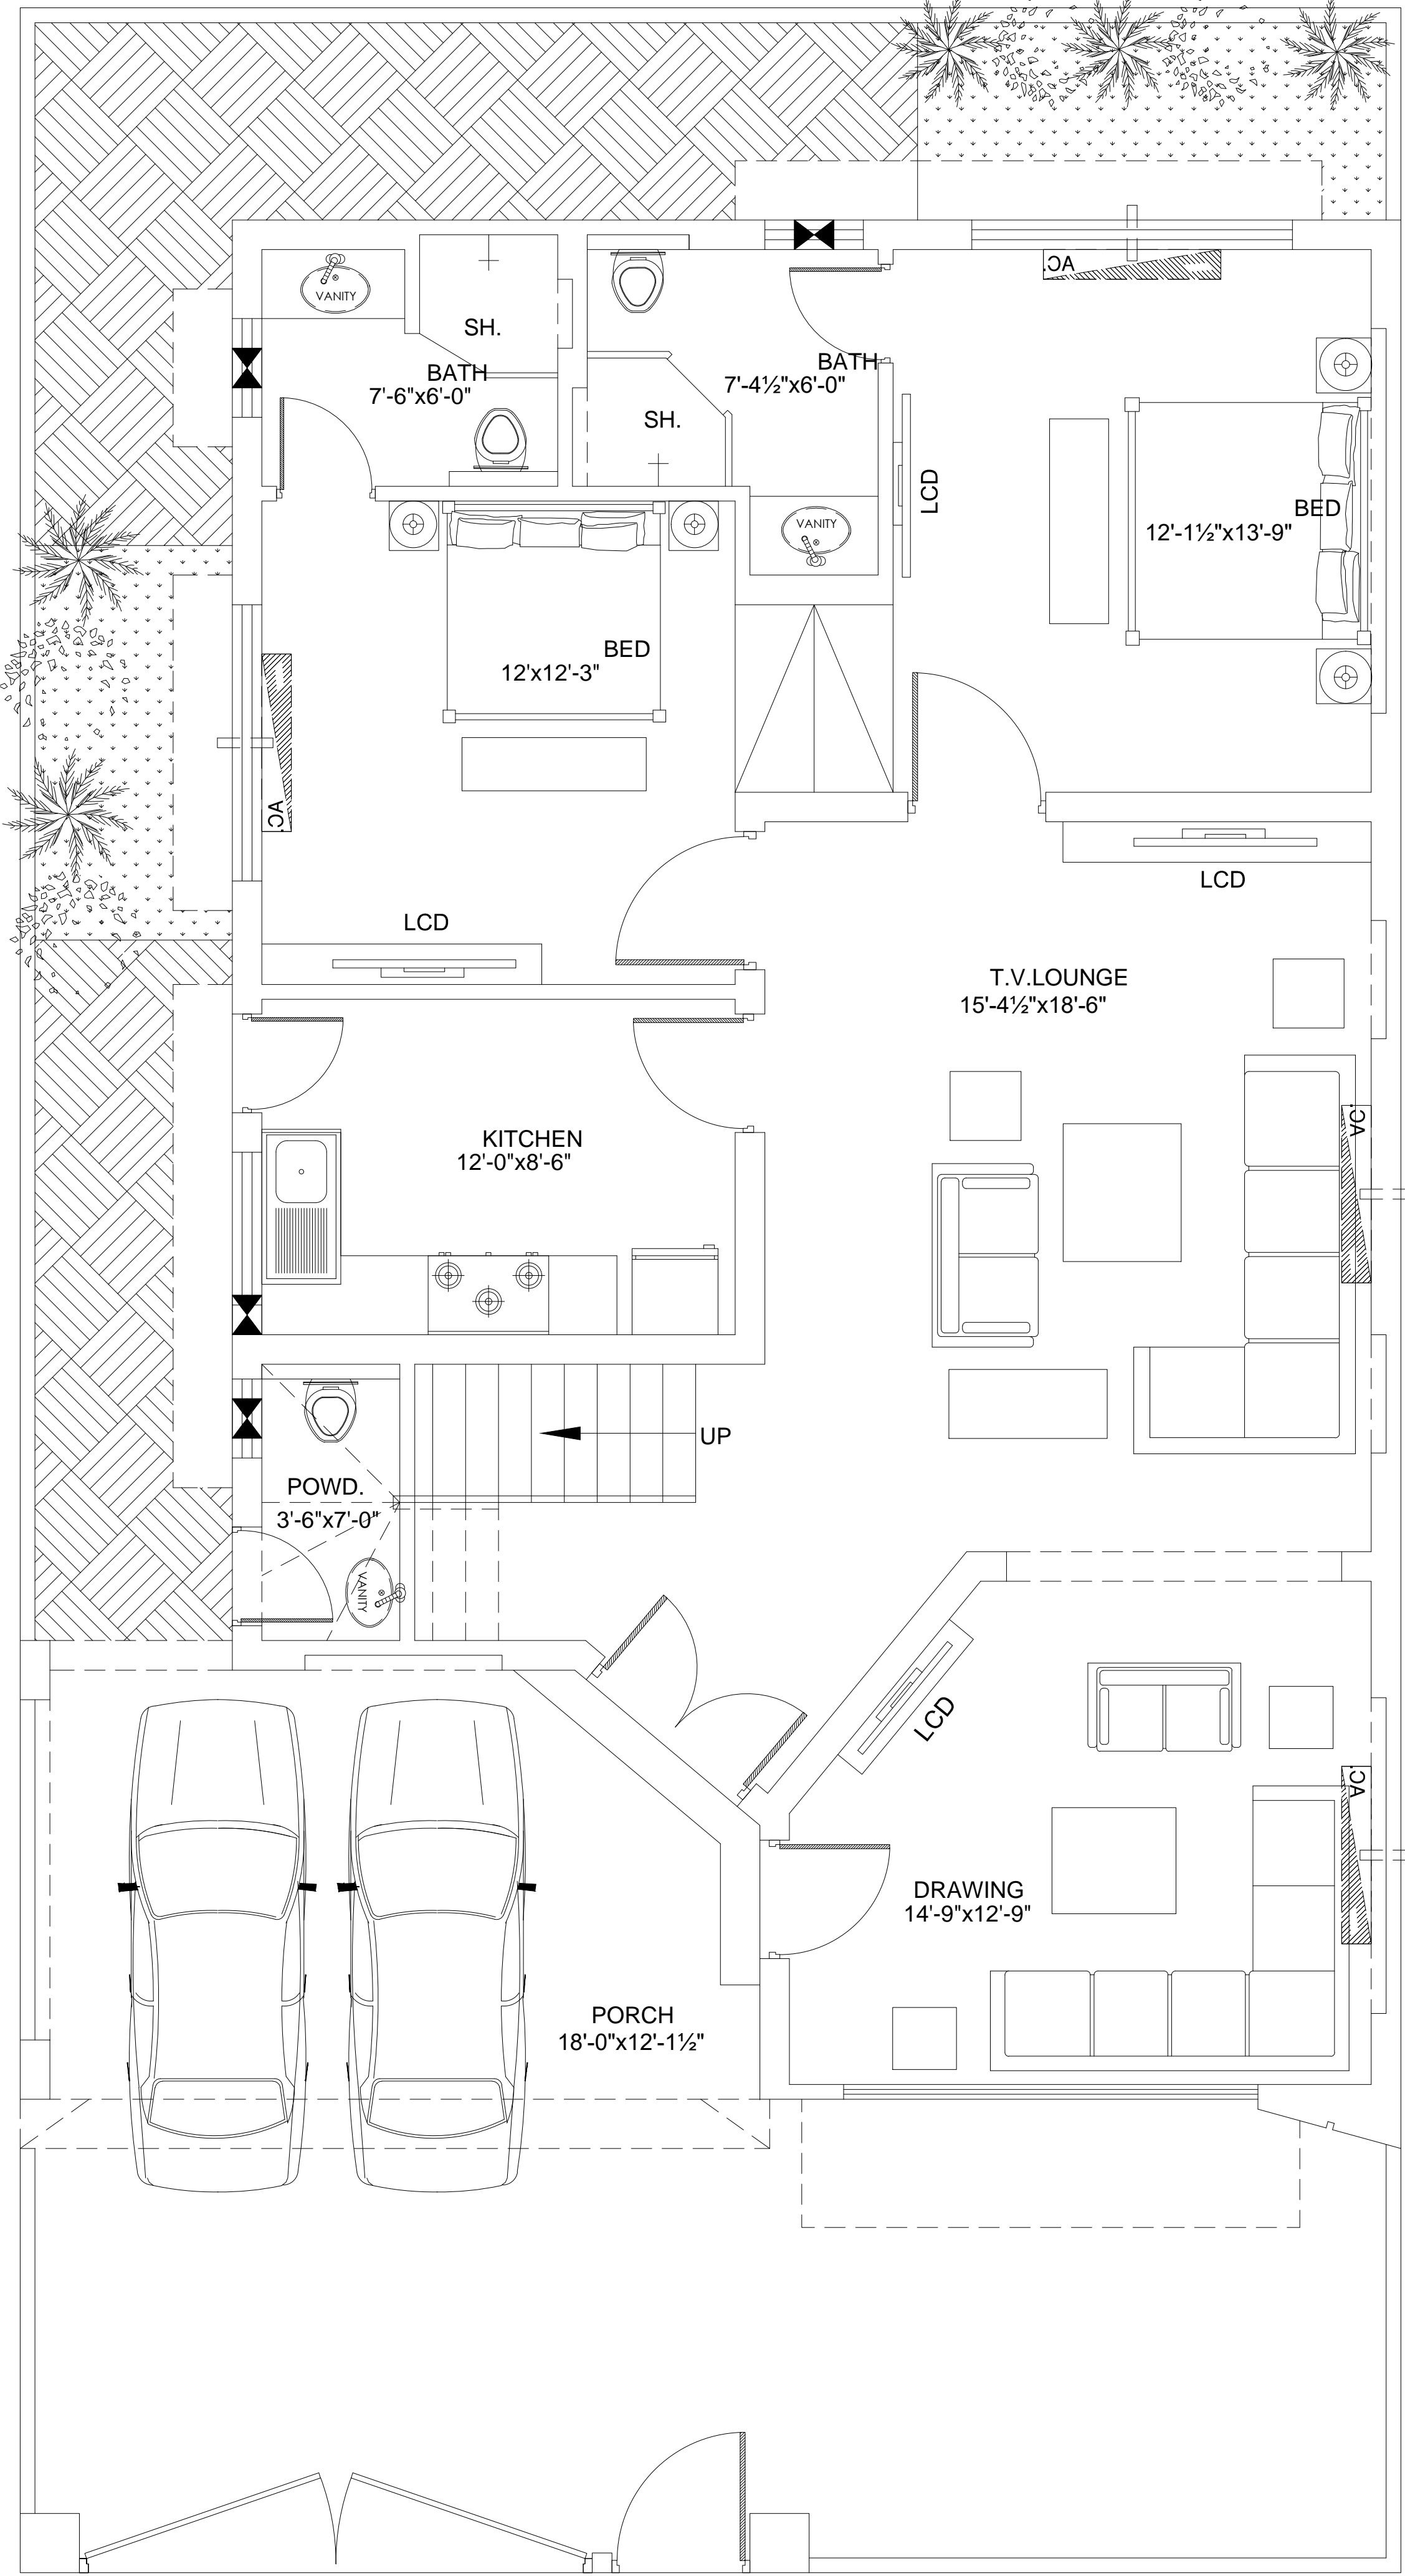 VANITY
SH.
BATH
7'-6"x6'-0"
BATH
7'-4½"x6'-0"
SH.
AC.
LCD
BED
12'-1½"x13'-9"
VANITY
BED
12'x12'-3"
AC.
LCD
LCD
T.V.LOUNGE
15'-4½"x18'-6"
AC.
KITCHEN
12'-0"x8'-6"
UP
POWD.
3'-6"x7'-0"
VANITY
LCD
AC.
DRAWING
14'-9"x12'-9"
PORCH
18'-0"x12'-1½"